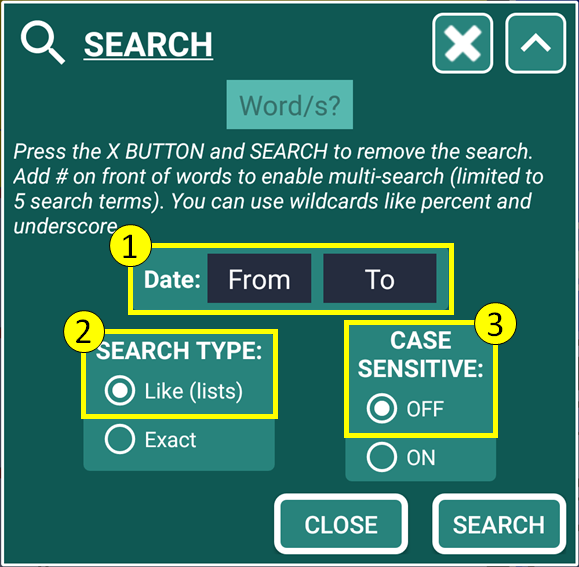 SEARCH
Word/s?
Press the X BUTTON and SEARCH to remove the search.
Add # on front of words to enable multi-search (limited to
5 search terms). You can use wildcards like percent and
underscore.
1
Date: From To
2
SEARCH TYPE:
Like (lists)
Exact
3
CASE
SENSITIVE:
OFF
ON
CLOSE SEARCH